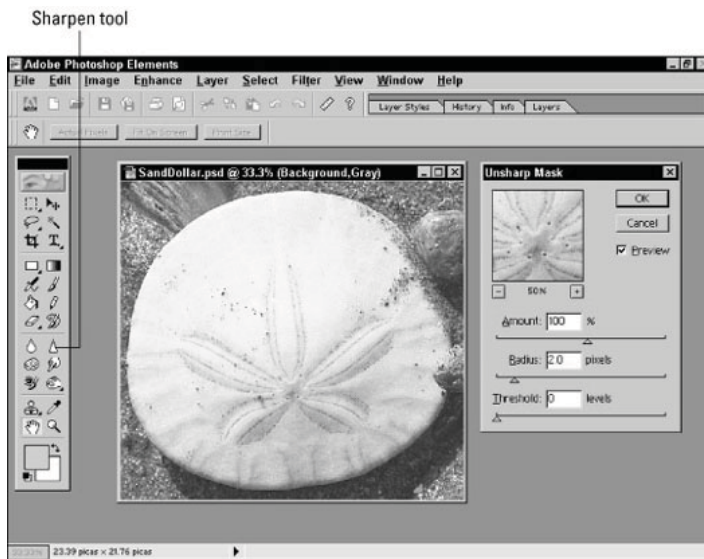 Sharpen tool
Adobe Photoshop Elements
File Edit Image Enhance Layer Select Filter View Window Help
Layer Styles History Info Layers
Actual Pixels Fit On Screen Print Size
SandDollar.psd @ 33.3% (Background,Gray)
Unsharp Mask
OK
Cancel
Preview
50%
Amount: 100 %
Radius: 2.0 pixels
Threshold: 0 levels
33.33% 23.39 picas × 21.76 picas